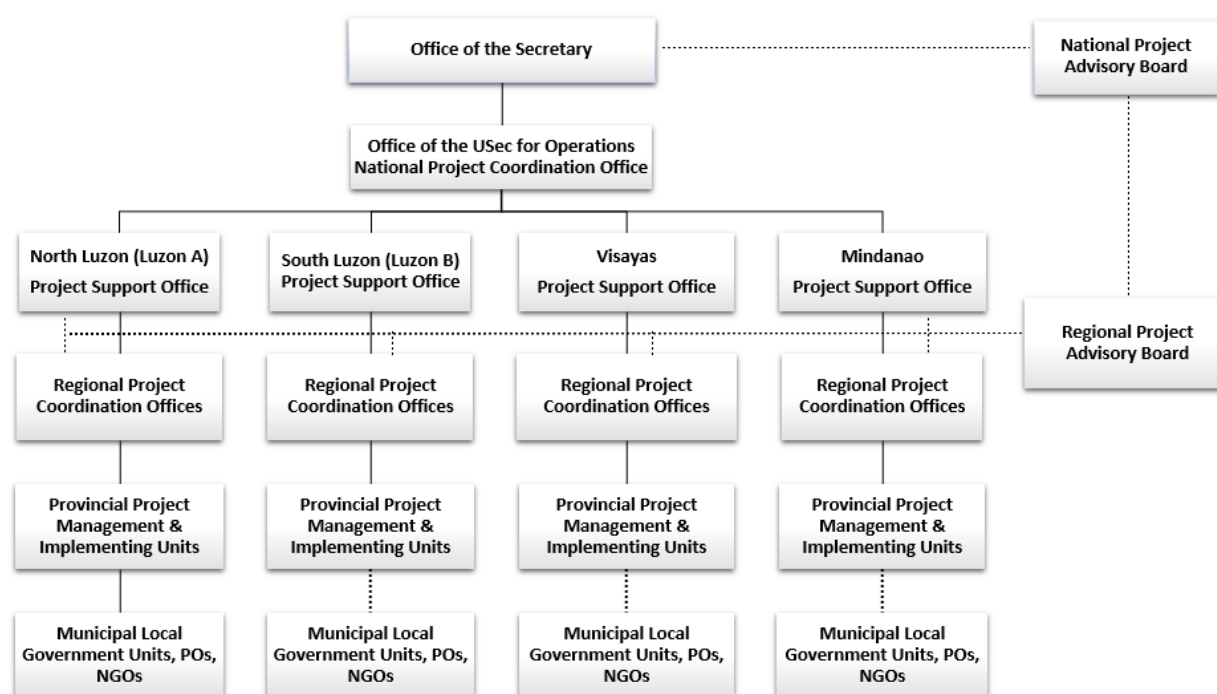 Office of the Secretary
National Project
Advisory Board
Office of the USec for Operations
National Project Coordination Office
North Luzon (Luzon A)
Project Support Office
South Luzon (Luzon B)
Project Support Office
Visayas
Project Support Office
Mindanao
Project Support Office
Regional Project
Advisory Board
Regional Project
Coordination Offices
Regional Project
Coordination Offices
Regional Project
Coordination Offices
Regional Project
Coordination Offices
Provincial Project
Management &
Implementing Units
Provincial Project
Management &
Implementing Units
Provincial Project
Management &
Implementing Units
Provincial Project
Management &
Implementing Units
Municipal Local
Government Units, POs,
NGOs
Municipal Local
Government Units, POs,
NGOs
Municipal Local
Government Units, POs,
NGOs
Municipal Local
Government Units, POs,
NGOs